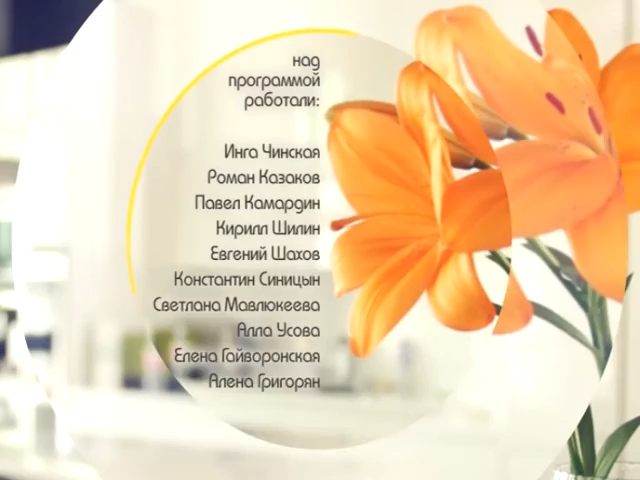 над
программой
работали:
Инга Чинская
Роман Казаков
Павел Камардин
Кирилл Шилин
Евгений Шахов
Константин Синицын
Светлана Мавлюкеева
Алла Усова
Елена Гайворонская
Алена Григорян